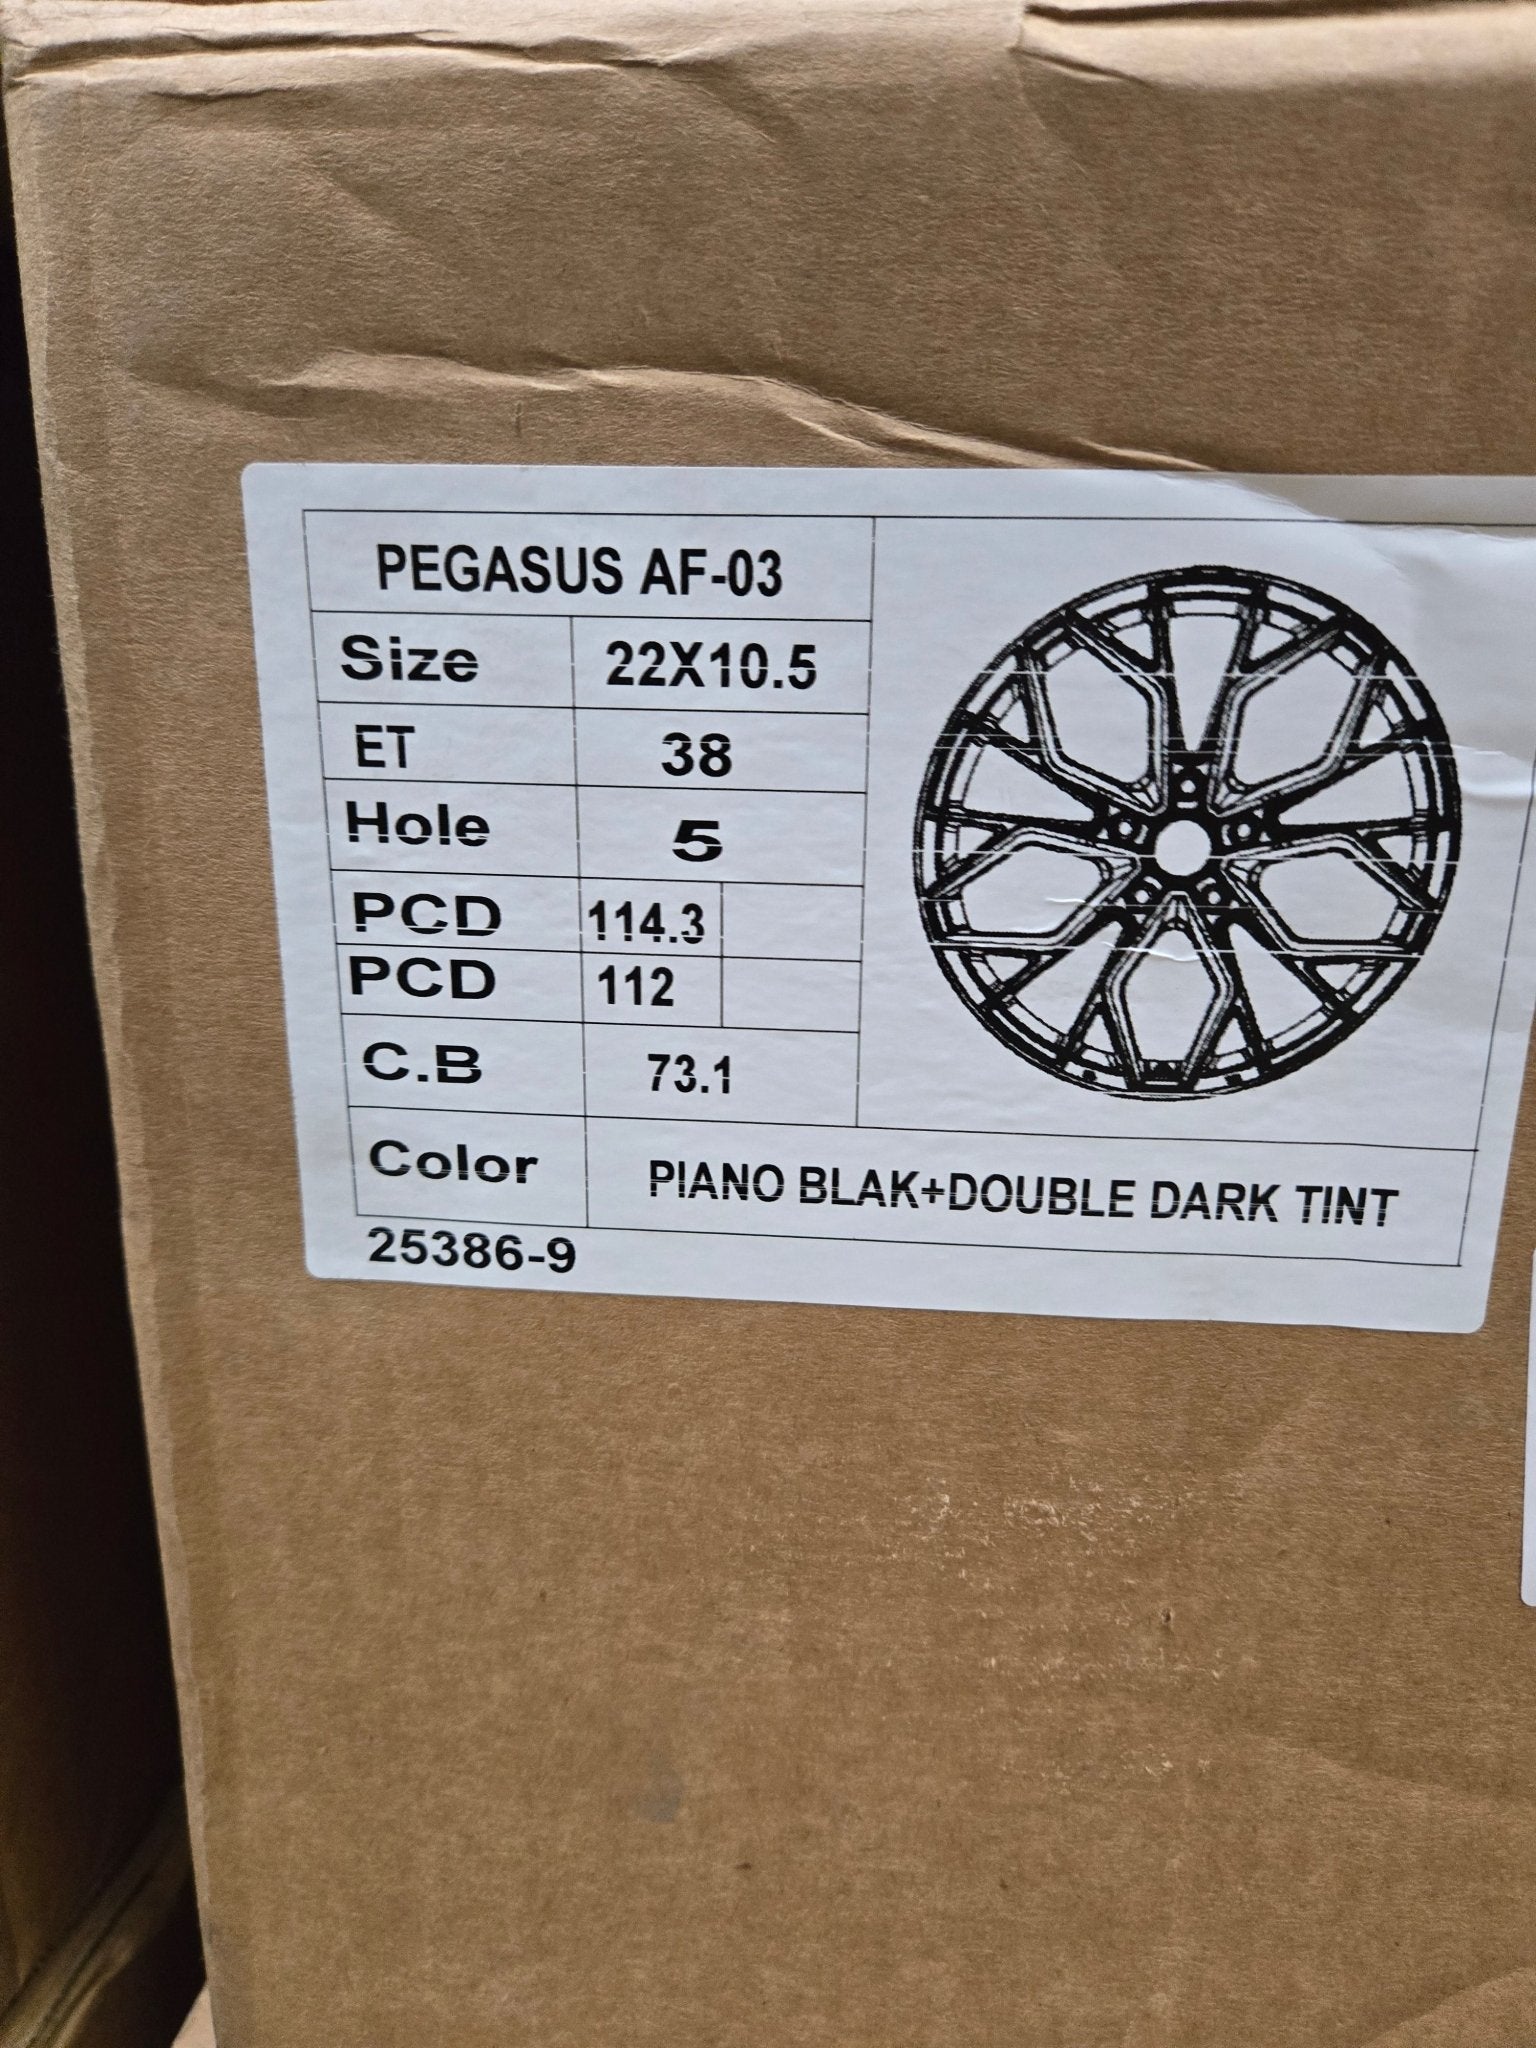 PEGASUS AF-03
Size 22X10.5
ET 38
Hole 5
PCD 114.3
PCD 112
C.B 73.1
Color PIANO BLAK+DOUBLE DARK TINT
25386-9